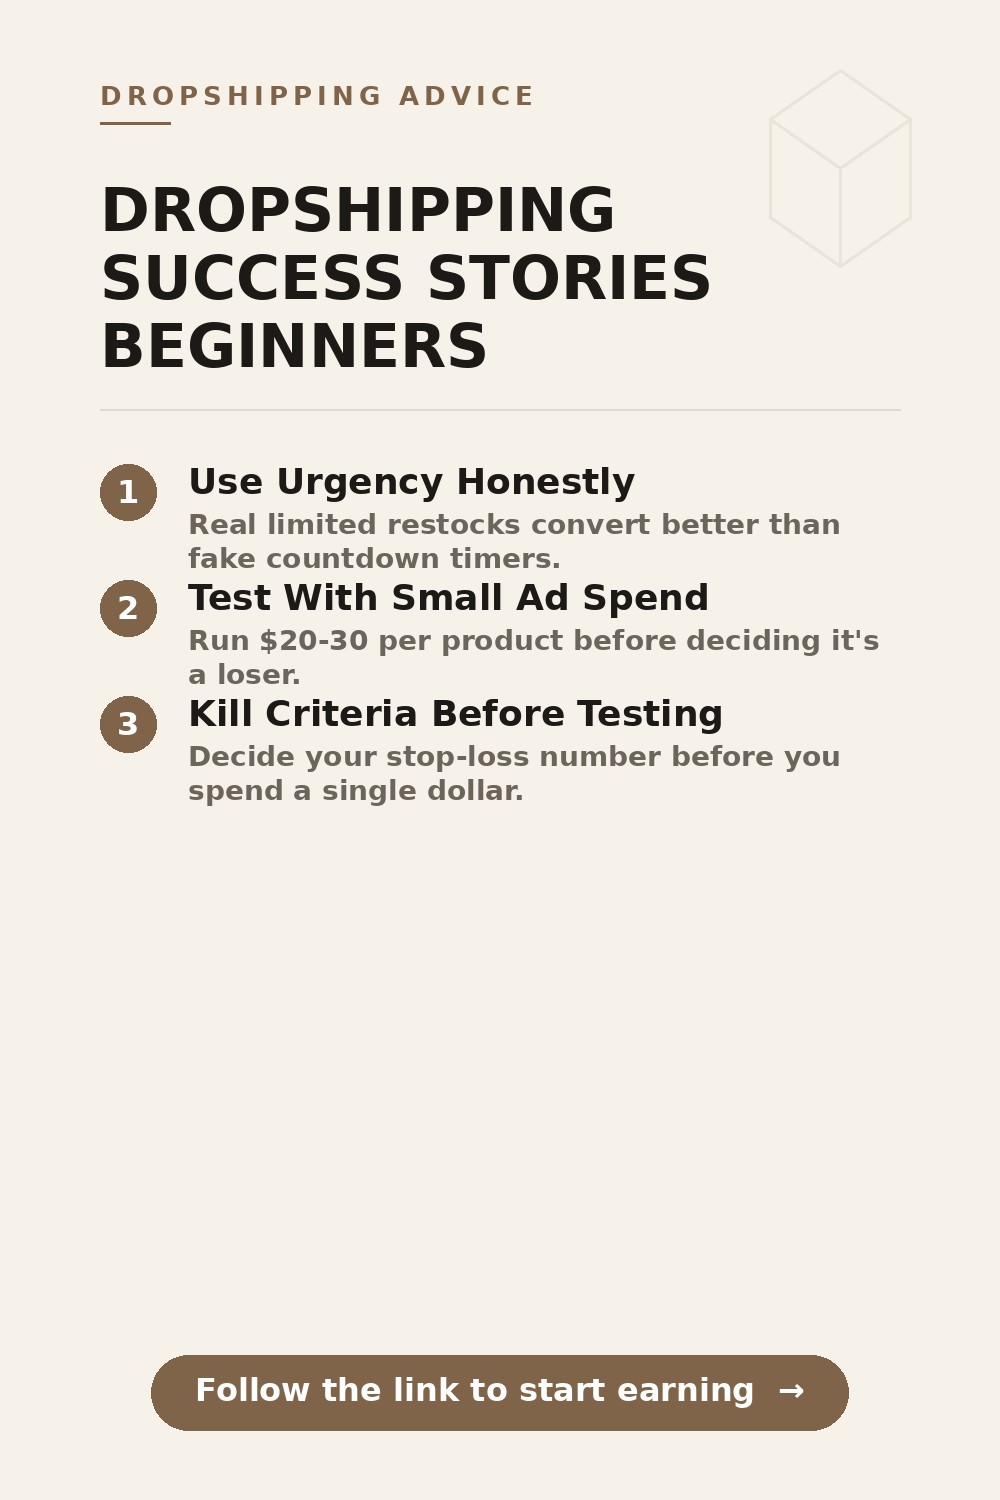 DROPSHIPPING ADVICE
DROPSHIPPING
SUCCESS STORIES
BEGINNERS
1 Use Urgency Honestly
Real limited restocks convert better than
fake countdown timers.
2 Test With Small Ad Spend
Run $20-30 per product before deciding it's
a loser.
3 Kill Criteria Before Testing
Decide your stop-loss number before you
spend a single dollar.
Follow the link to start earning →